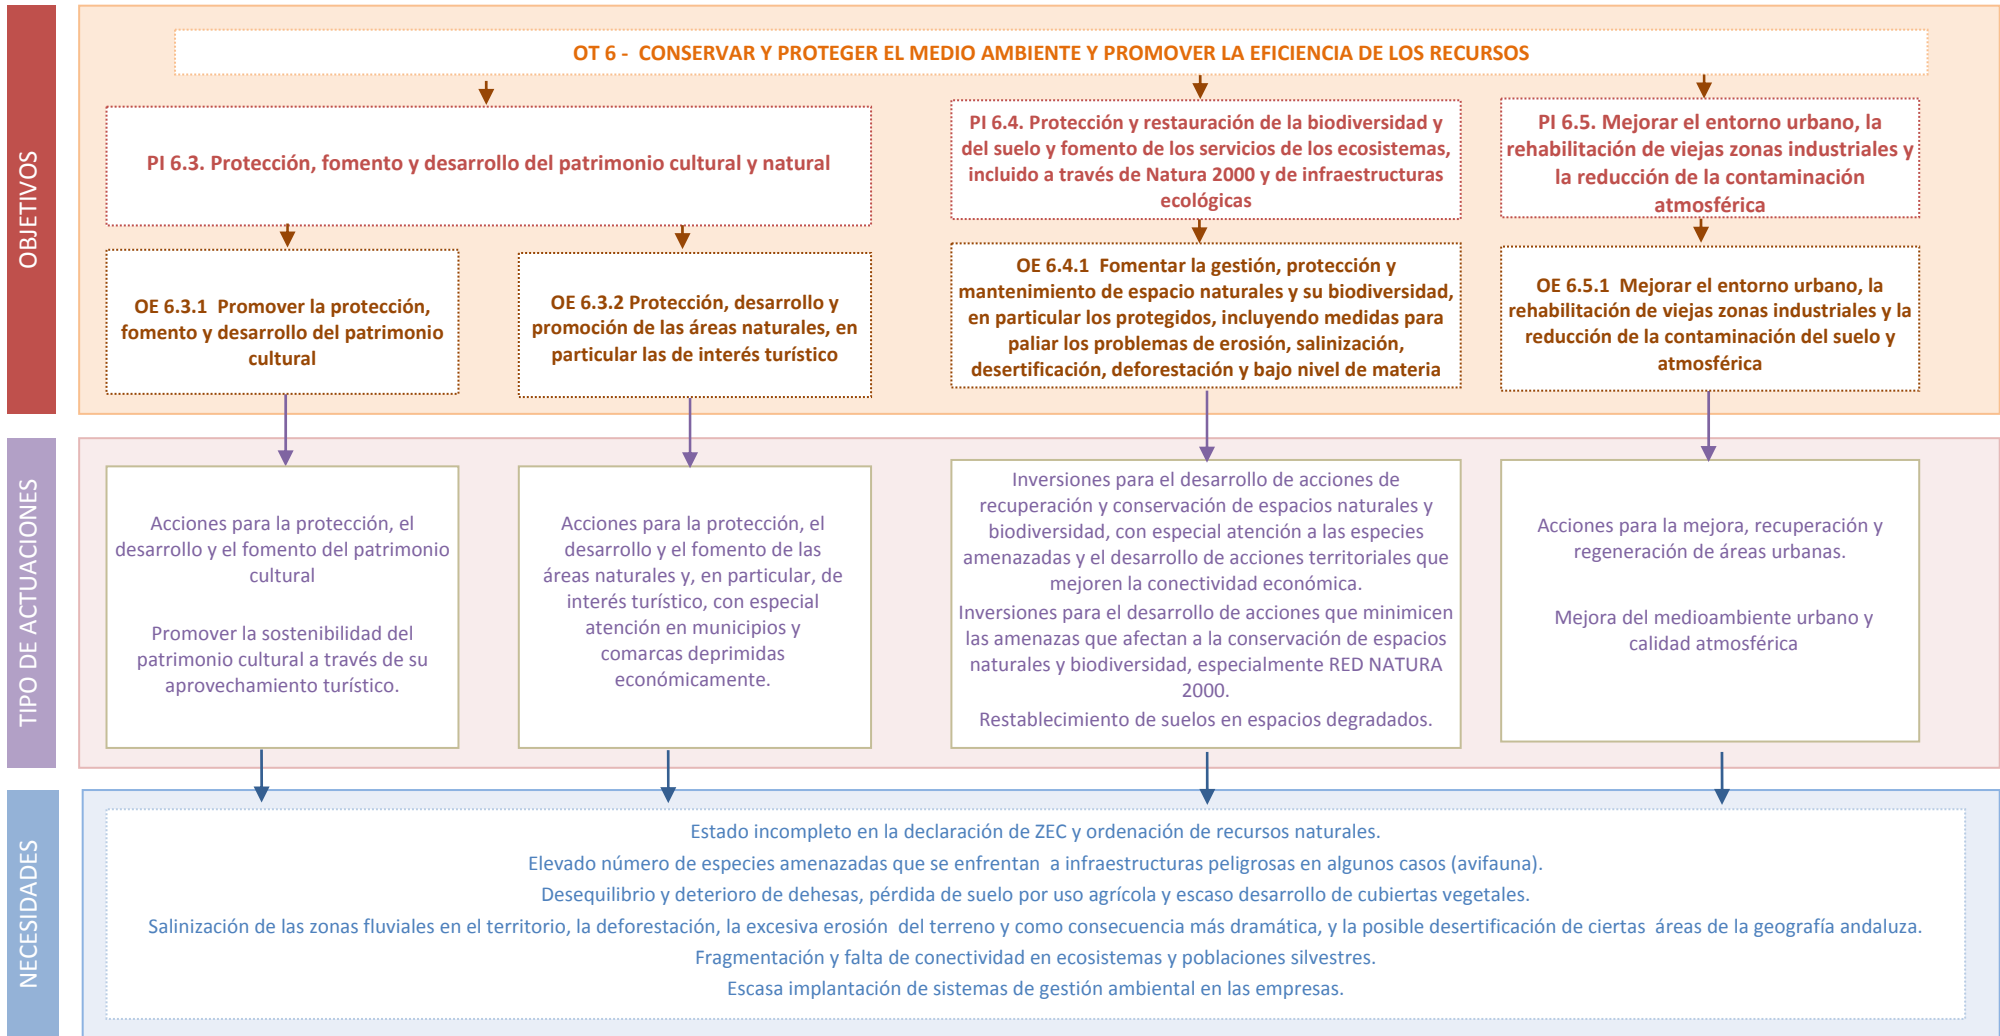 OBJETIVOS
OT 6 - CONSERVAR Y PROTEGER EL MEDIO AMBIENTE Y PROMOVER LA EFICIENCIA DE LOS RECURSOS
PI 6.3. Protección, fomento y desarrollo del patrimonio cultural y natural
PI 6.4. Protección y restauración de la biodiversidad y
del suelo y fomento de los servicios de los ecosistemas,
incluido a través de Natura 2000 y de infraestructuras
ecológicas
PI 6.5. Mejorar el entorno urbano, la
rehabilitación de viejas zonas industriales y
la reducción de la contaminación
atmosférica
OE 6.3.1 Promover la protección,
fomento y desarrollo del patrimonio
cultural
OE 6.3.2 Protección, desarrollo y
promoción de las áreas naturales, en
particular las de interés turístico
OE 6.4.1 Fomentar la gestión, protección y
mantenimiento de espacio naturales y su biodiversidad,
en particular los protegidos, incluyendo medidas para
paliar los problemas de erosión, salinización,
desertificación, deforestación y bajo nivel de materia
OE 6.5.1 Mejorar el entorno urbano, la
rehabilitación de viejas zonas industriales y la
reducción de la contaminación del suelo y
atmosférica
TIPO DE ACTUACIONES
Acciones para la protección, el
desarrollo y el fomento del patrimonio
cultural
Promover la sostenibilidad del
patrimonio cultural a través de su
aprovechamiento turístico.
Acciones para la protección, el
desarrollo y el fomento de las
áreas naturales y, en particular, de
interés turístico, con especial
atención en municipios y
comarcas deprimidas
económicamente.
Inversiones para el desarrollo de acciones de
recuperación y conservación de espacios naturales y
biodiversidad, con especial atención a las especies
amenazadas y el desarrollo de acciones territoriales que
mejoren la conectividad económica.
Inversiones para el desarrollo de acciones que minimicen
las amenazas que afectan a la conservación de espacios
naturales y biodiversidad, especialmente RED NATURA
2000.
Restablecimiento de suelos en espacios degradados.
Acciones para la mejora, recuperación y
regeneración de áreas urbanas.
Mejora del medioambiente urbano y
calidad atmosférica
NECESIDADES
Estado incompleto en la declaración de ZEC y ordenación de recursos naturales.
Elevado número de especies amenazadas que se enfrentan a infraestructuras peligrosas en algunos casos (avifauna).
Desequilibrio y deterioro de dehesas, pérdida de suelo por uso agrícola y escaso desarrollo de cubiertas vegetales.
Salinización de las zonas fluviales en el territorio, la deforestación, la excesiva erosión del terreno y como consecuencia más dramática, y la posible desertificación de ciertas áreas de la geografía andaluza.
Fragmentación y falta de conectividad en ecosistemas y poblaciones silvestres.
Escasa implantación de sistemas de gestión ambiental en las empresas.